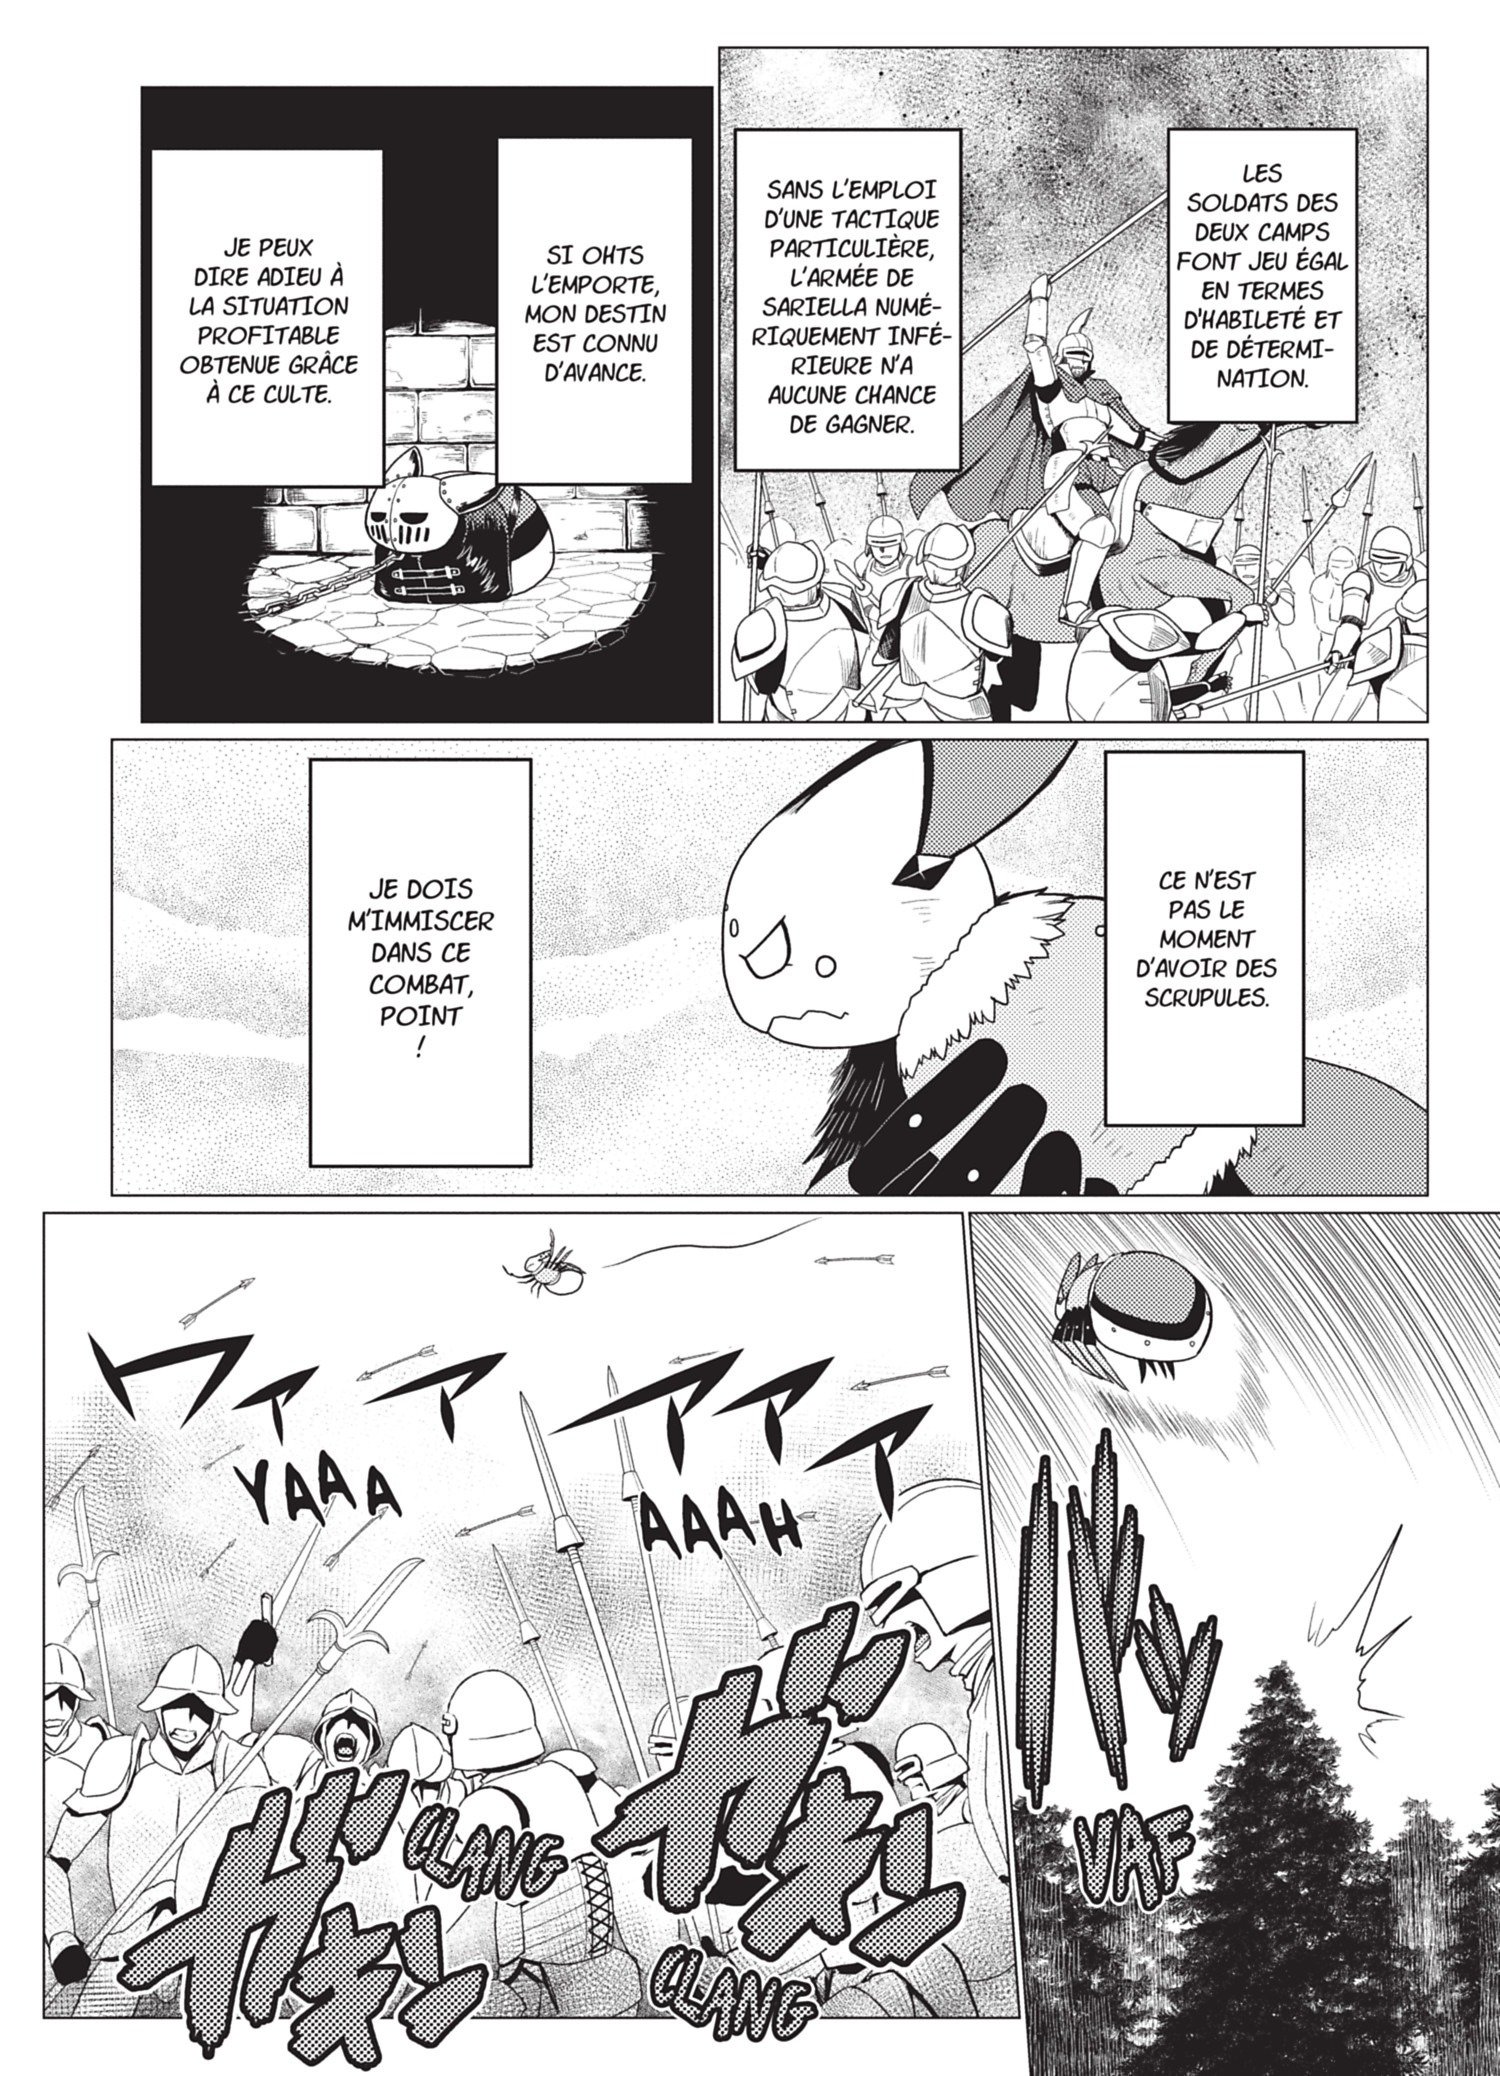 LES
SOLDATS DES
DEUX CAMPS
FONT JEU ÉGAL
EN TERMES
D'HABILETÉ ET
DE DÉTERMI-
NATION.
SANS L'EMPLOI
D'UNE TACTIQUE
PARTICULIÈRE,
L'ARMÉE DE
SARIELLA NUMÉ-
RIQUEMENT INFÉ-
RIEURE N'A
AUCUNE CHANCE
DE GAGNER.
SI OHTS
L'EMPORTE,
MON DESTIN
EST CONNU
D'AVANCE.
JE PEUX
DIRE ADIEU À
LA SITUATION
PROFITABLE
OBTENUE GRÂCE
À CE CULTE.
CE N'EST
PAS LE
MOMENT
D'AVOIR DES
SCRUPULES.
JE DOIS
M'IMMISCER
DANS CE
COMBAT,
POINT
!
バッ
VAF
ワァァァァァ
YAAA
AAAH
ガギン
CLANG
ガギン
CLANG